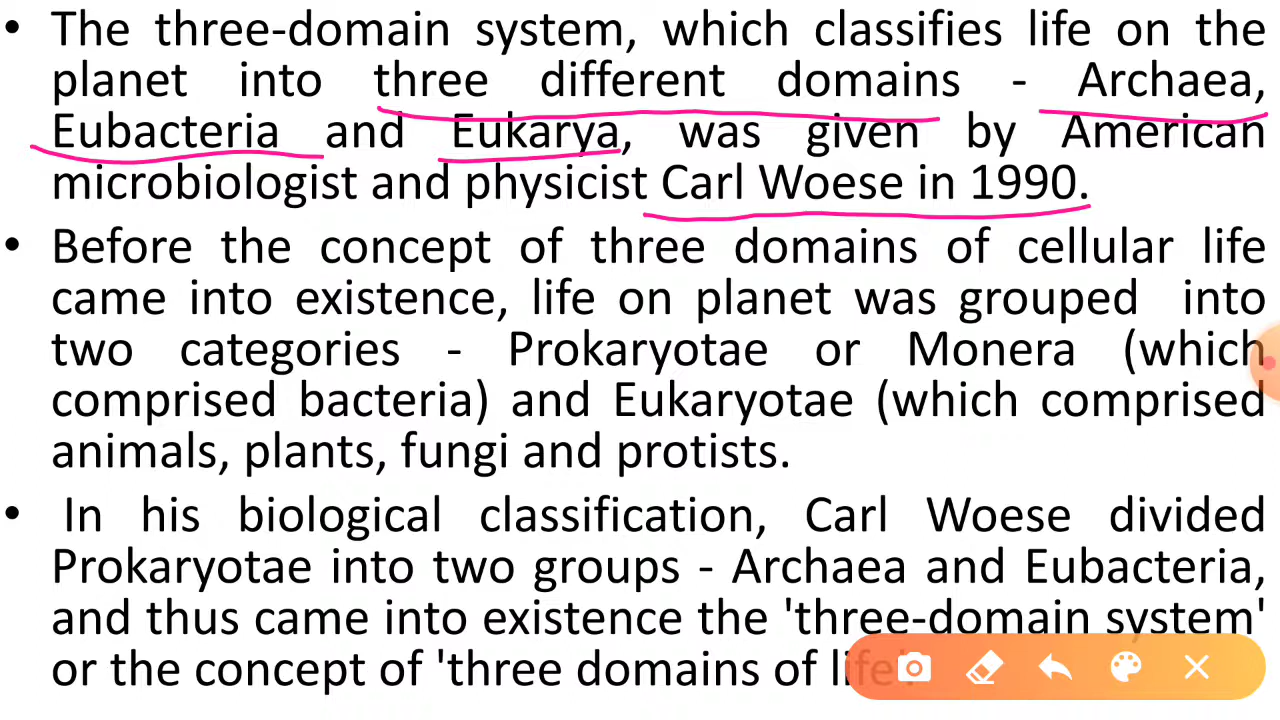 • The three-domain system, which classifies life on the
planet into three different domains - Archaea,
Eubacteria and Eukarya, was given by American
microbiologist and physicist Carl Woese in 1990.
• Before the concept of three domains of cellular life
came into existence, life on planet was grouped into
two categories - Prokaryotae or Monera (which
comprised bacteria) and Eukaryotae (which comprised
animals, plants, fungi and protists.
• In his biological classification, Carl Woese divided
Prokaryotae into two groups - Archaea and Eubacteria,
and thus came into existence the 'three-domain system'
or the concept of 'three domains of life'.